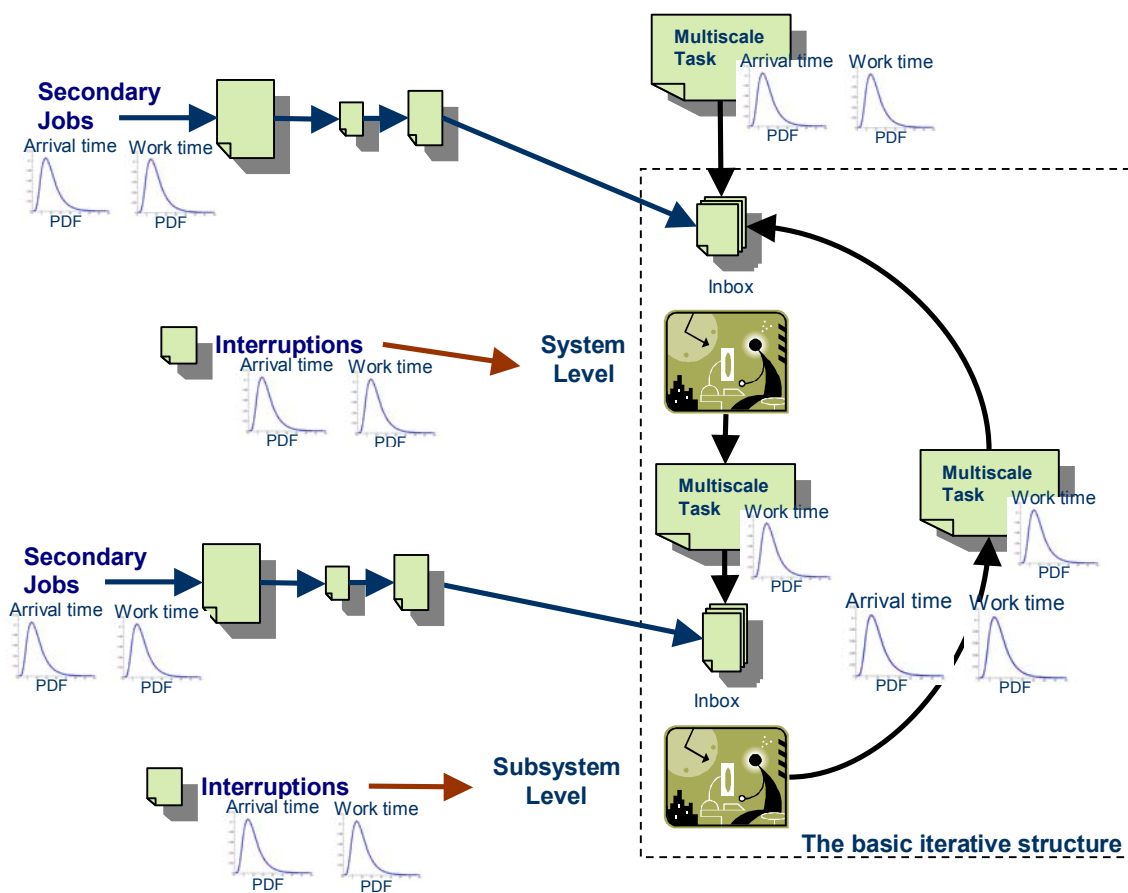 Multiscale
Task
Arrival time
Work time
PDF
PDF
Secondary
Jobs
Arrival time
Work time
PDF
PDF
Inbox
Interruptions
Arrival time
Work time
PDF
PDF
System
Level
Multiscale
Task
Work time
PDF
Multiscale
Task
Work time
PDF
Secondary
Jobs
Arrival time
Work time
PDF
PDF
Arrival time
Work time
PDF
PDF
Inbox
Interruptions
Arrival time
Work time
PDF
PDF
Subsystem
Level
The basic iterative structure